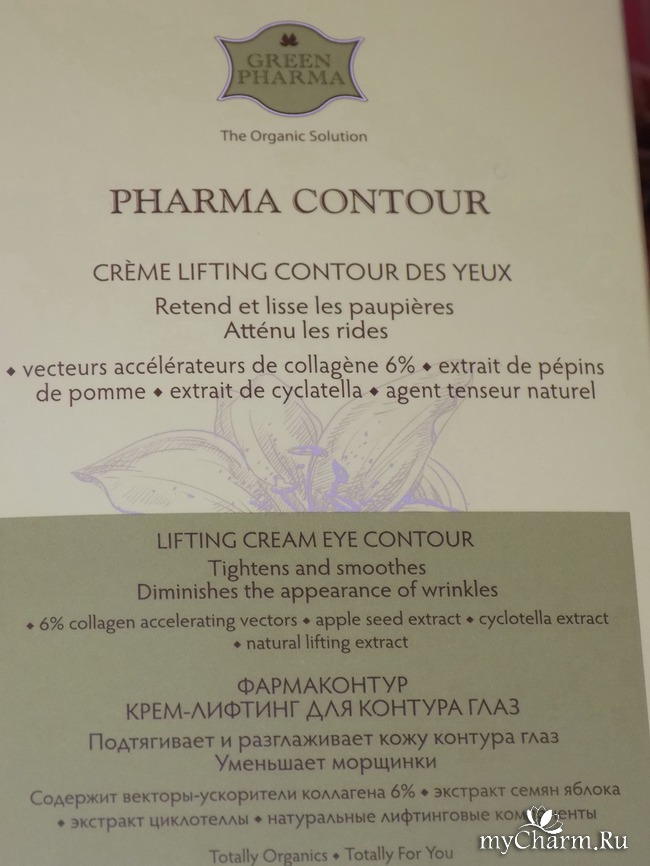 GREEN
PHARMA
The Organic Solution
PHARMA CONTOUR
CRÈME LIFTING CONTOUR DES YEUX
Retend et lisse les paupières
Atténu les rides
◆ vecteurs accélérateurs de collagène 6% ◆ extrait de pépins
de pomme ◆ extrait de cyclatella ◆ agent tenseur naturel
LIFTING CREAM EYE CONTOUR
Tightens and smoothes
Diminishes the appearance of wrinkles
◆ 6% collagen accelerating vectors ◆ apple seed extract ◆ cyclotella extract
◆ natural lifting extract
ФАРМАКОНТУР
КРЕМ-ЛИФТИНГ ДЛЯ КОНТУРА ГЛАЗ
Подтягивает и разглаживает кожу контура глаз
Уменьшает морщинки
Содержит векторы-ускорители коллагена 6% ◆ экстракт семян яблока
◆ экстракт циклотеллы ◆ натуральные лифтинговые компоненты
Totally Organics ◆ Totally For You
myCharm.Ru